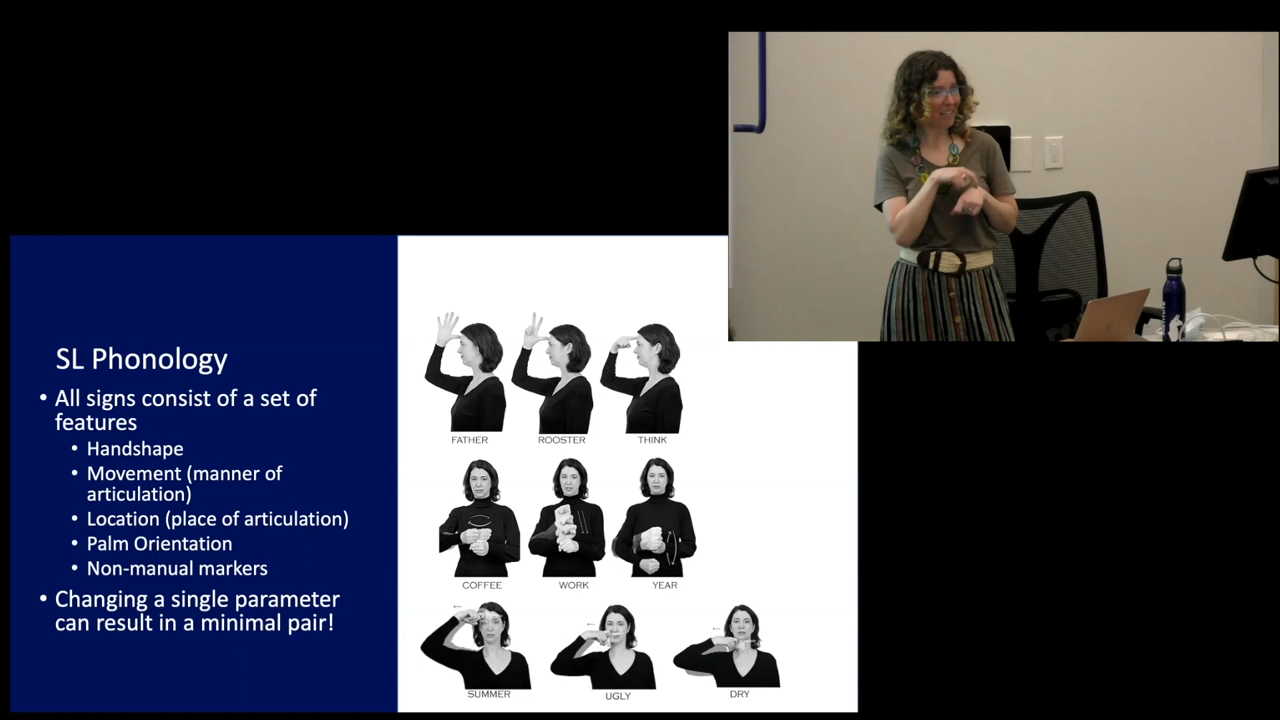 SL Phonology
• All signs consist of a set of
features
• Handshape
• Movement (manner of
articulation)
• Location (place of articulation)
• Palm Orientation
• Non-manual markers
• Changing a single parameter
can result in a minimal pair!
FATHER
ROOSTER
THINK
COFFEE
WORK
YEAR
SUMMER
UGLY
DRY